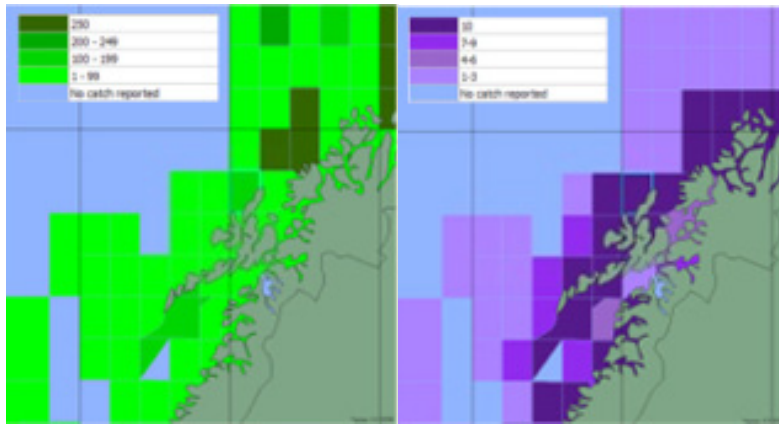 250
200 - 249
100 - 199
1 - 99
No catch reported
10
7-9
4-6
1-3
No catch reported